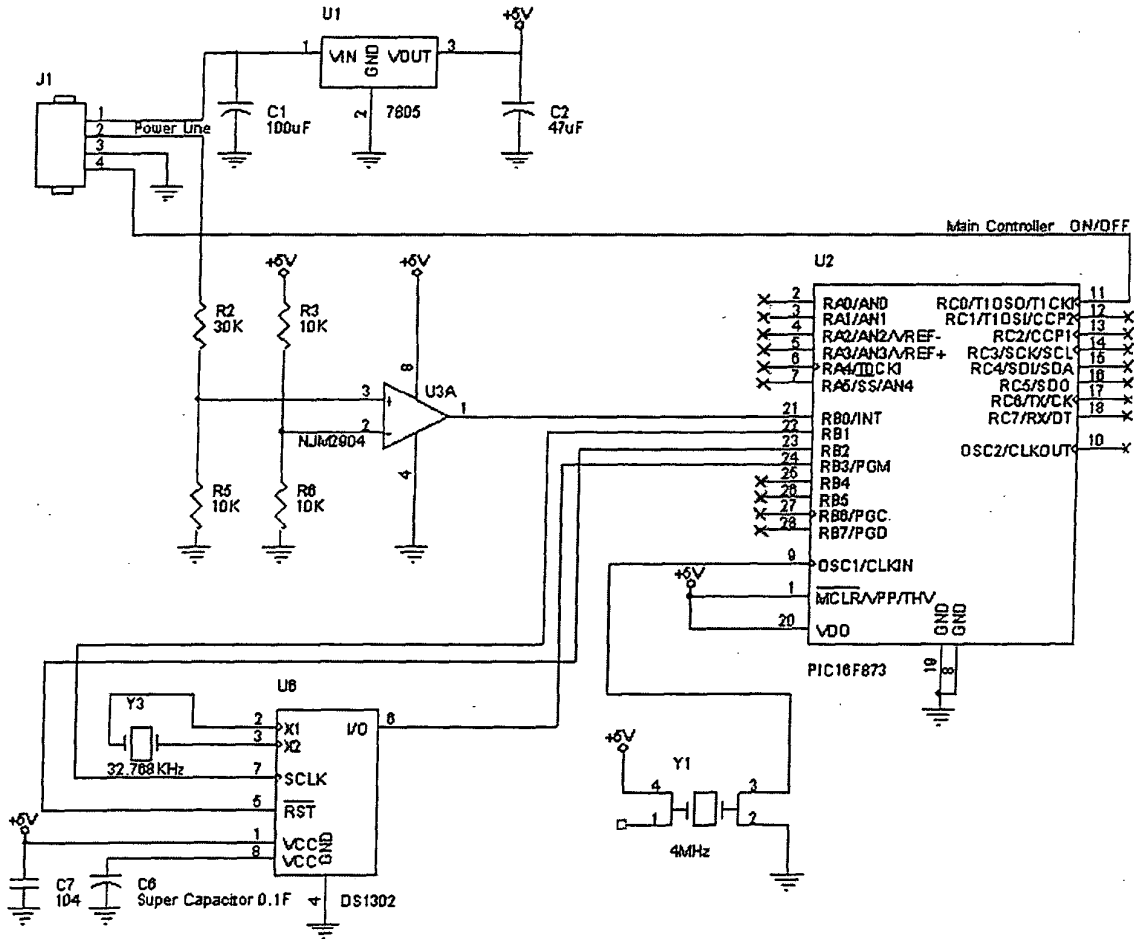 +5V
U1
1
VIN
GND
VOUT
3
J1
C1
100uF
2
7805
C2
47uF
1
Power Line
2
3
4
Main Controller ON/OFF
+5V
+5V
U2
R2
30K
R3
10K
8
U3A
3
+
1
2
-
NJM2904
4
R5
10K
R6
10K
2 RA0/AN0
3 RA1/AN1
4 RA2/AN2/VREF-
5 RA3/AN3/VREF+
6 RA4/T0CKI
7 RA5/SS/AN4
21 RB0/INT
22 RB1
23 RB2
24 RB3/PGM
25 RB4
26 RB5
27 RB6/PGC
28 RB7/PGD
9 OSC1/CLKIN
1 MCLR/VPP/THV
20 VDD
RC0/T1OSO/T1CKI 11
RC1/T1OSI/CCP2 12
RC2/CCP1 13
RC3/SCK/SCL 14
RC4/SDI/SDA 15
RC5/SDO 16
RC6/TX/CK 17
RC7/RX/DT 18
OSC2/CLKOUT 10
+5V
GND
GND
19
8
PIC16F873
U6
Y3
32.768KHz
2 X1
3 X2
7 SCLK
5 RST
1 VCC
8 VCC
GND
I/O 6
4
DS1302
+5V
C7
104
C6
Super Capacitor 0.1F
+5V
Y1
4
1
3
2
4MHz